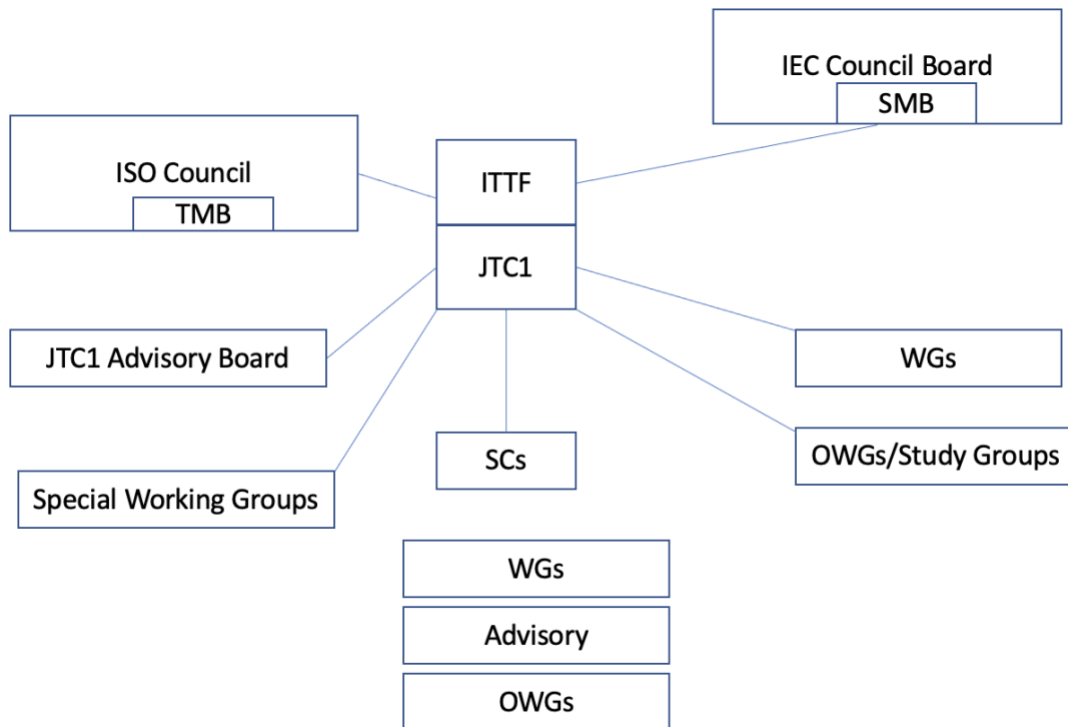 IEC Council Board
SMB
ISO Council
TMB
ITTF
JTC1
JTC1 Advisory Board
WGs
SCs
OWGs/Study Groups
Special Working Groups
WGs
Advisory
OWGs